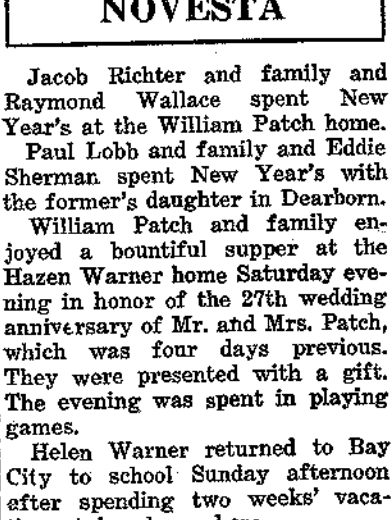 NOVESTA
Jacob Richter and family and
Raymond Wallace spent New
Year's at the William Patch home.
Paul Lobb and family and Eddie
Sherman spent New Year's with
the former's daughter in Dearborn.
William Patch and family en-
joyed a bountiful supper at the
Hazen Warner home Saturday eve-
ning in honor of the 27th wedding
anniversary of Mr. and Mrs. Patch,
which was four days previous.
They were presented with a gift.
The evening was spent in playing
games.
Helen Warner returned to Bay
City to school Sunday afternoon
after spending two weeks' vaca-